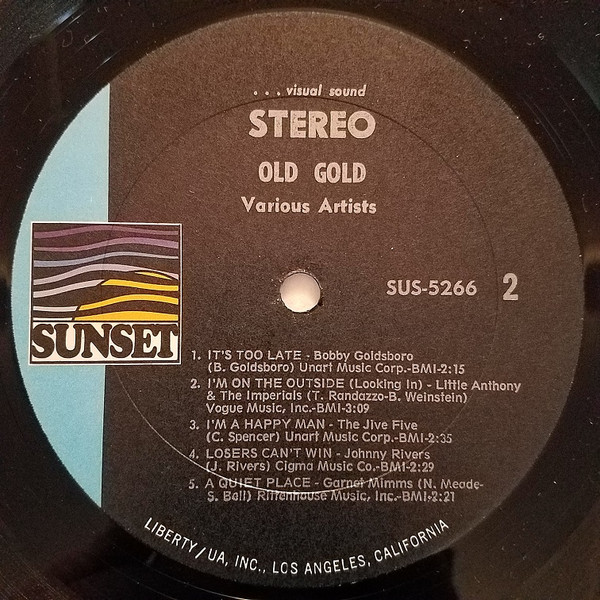 ...visual sound
STEREO
OLD GOLD
Various Artists
SUS-5266 2
SUNSET
1. IT'S TOO LATE - Bobby Goldsboro
(B. Goldsboro) Unart Music Corp.-BMI-2:15
2. I'M ON THE OUTSIDE (Looking In) - Little Anthony
& The Imperials (T. Randazzo-B. Weinstein)
Vogue Music, Inc.-BMI-3:09
3. I'M A HAPPY MAN - The Jive Five
(C. Spencer) Unart Music Corp.-BMI-2:35
4. LOSERS CAN'T WIN - Johnny Rivers
(J. Rivers) Cigma Music Co.-BMI-2:29
5. A QUIET PLACE - Garnet Mimms (N. Meade-
S. Bell) Rittenhouse Music, Inc.-BMI-2:21
LIBERTY/UA, INC., LOS ANGELES, CALIFORNIA